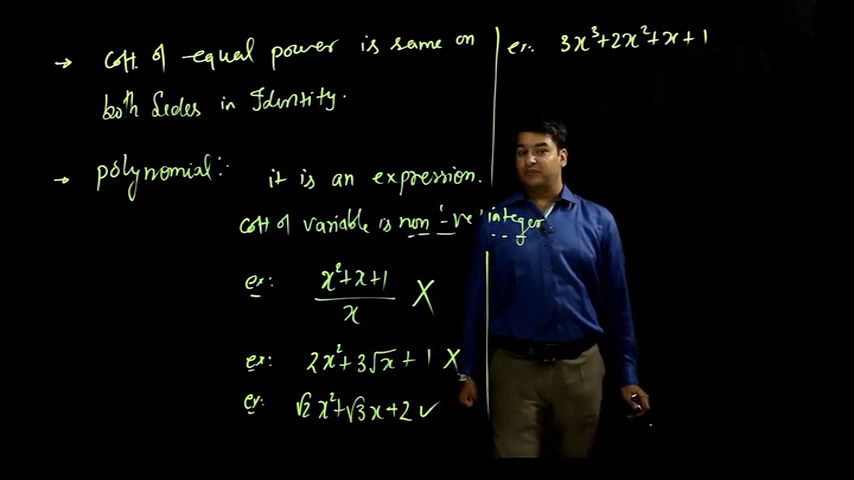 → coff. of equal power is same on
both sides in Identity.
→ polynomial:- it is an expression.
coff of variable is non '-ve' integer.
ex: x²+x+1 / x X
ex: 2x²+3√x + 1 X
ex: √2 x²+√3x+2 ✓
ex: 3x³+2x²+x+1